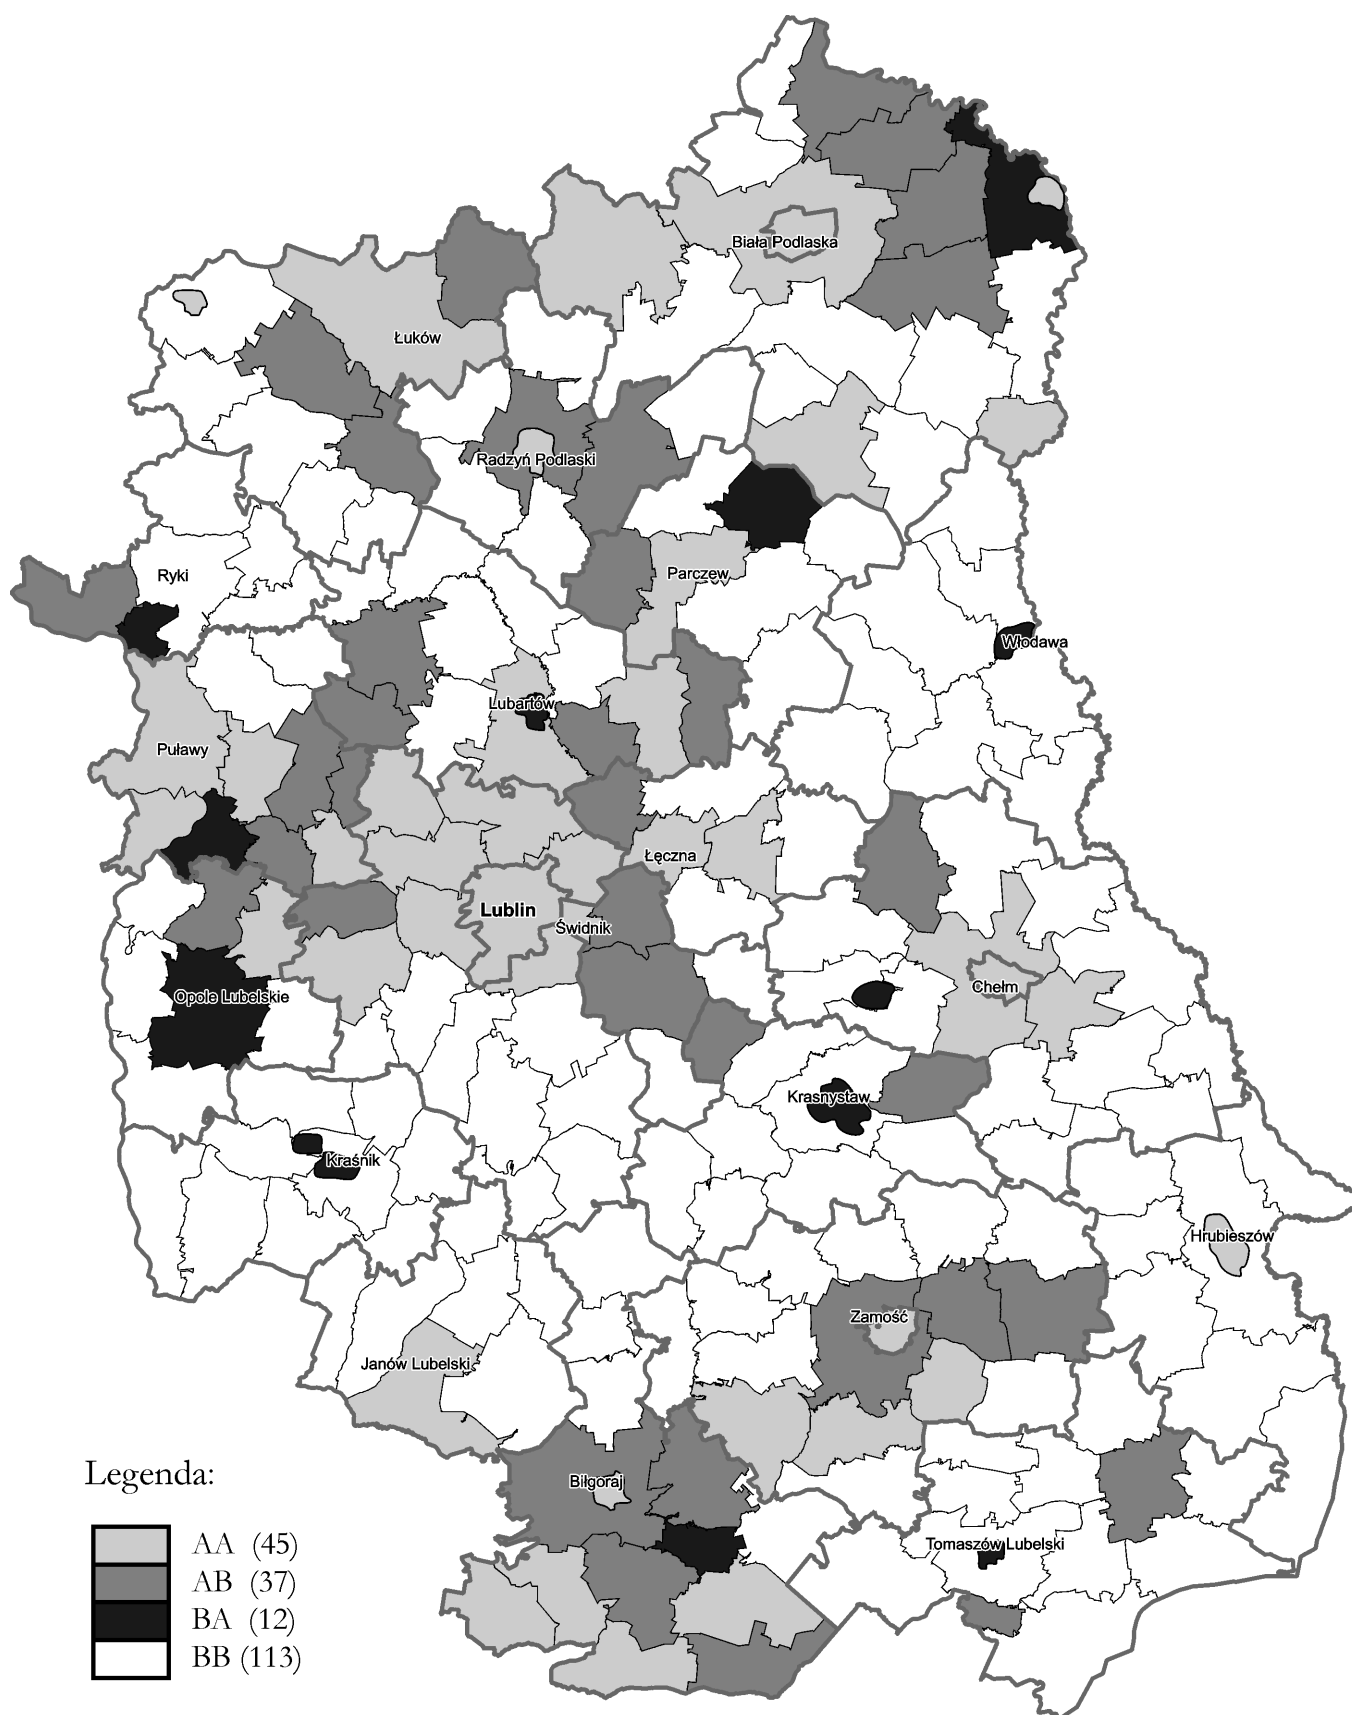 Biała Podlaska
Łuków
Radzyń Podlaski
Parczew
Ryki
Włodawa
Lubartów
Puławy
Łęczna
Lublin
Świdnik
Chełm
Opole Lubelskie
Krasnystaw
Kraśnik
Hrubieszów
Zamość
Janów Lubelski
Biłgoraj
Tomaszów Lubelski
Legenda:
AA (45)
AB (37)
BA (12)
BB (113)